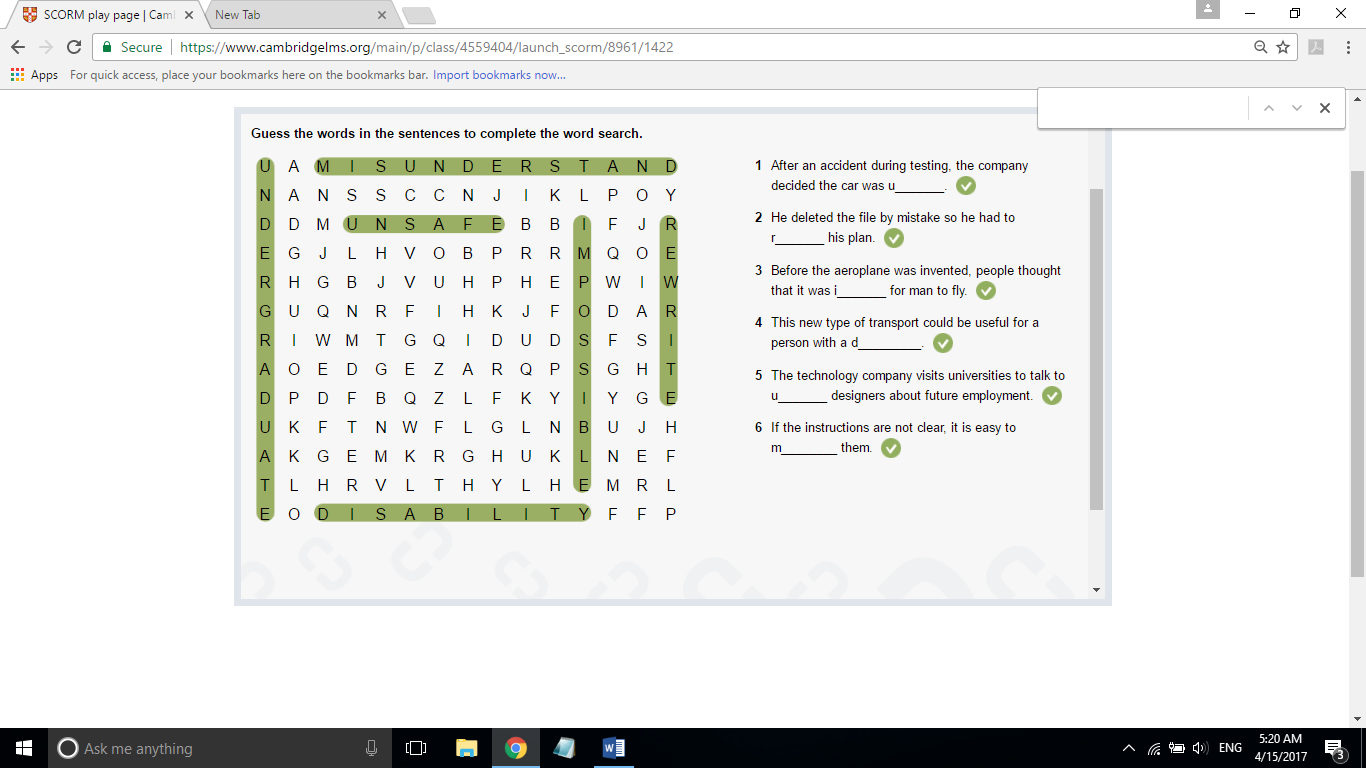 SCORM play page | Cam
New Tab
Secure | https://www.cambridgelms.org/main/p/class/4559404/launch_scorm/8961/1422
Apps For quick access, place your bookmarks here on the bookmarks bar. Import bookmarks now...
Guess the words in the sentences to complete the word search.
U A M I S U N D E R S T A N D
N A N S S C C N J I K L P O Y
D D M U N S A F E B B I F J R
E G J L H V O B P R R M Q O E
R H G B J V U H P H E P W I W
G U Q N R F I H K J F O D A R
R I W M T G Q I D U D S F S I
A O E D G E Z A R Q P S G H T
D P D F B Q Z L F K Y I Y G E
U K F T N W F L G L N B U J H
A K G E M K R G H U K L N E F
T L H R V L T H Y L H E M R L
E O D I S A B I L I T Y F F P
1 After an accident during testing, the company
decided the car was u_______.
2 He deleted the file by mistake so he had to
r_______ his plan.
3 Before the aeroplane was invented, people thought
that it was i_______ for man to fly.
4 This new type of transport could be useful for a
person with a d_________.
5 The technology company visits universities to talk to
u_______ designers about future employment.
6 If the instructions are not clear, it is easy to
m________ them.
Ask me anything
ENG
5:20 AM
4/15/2017
3